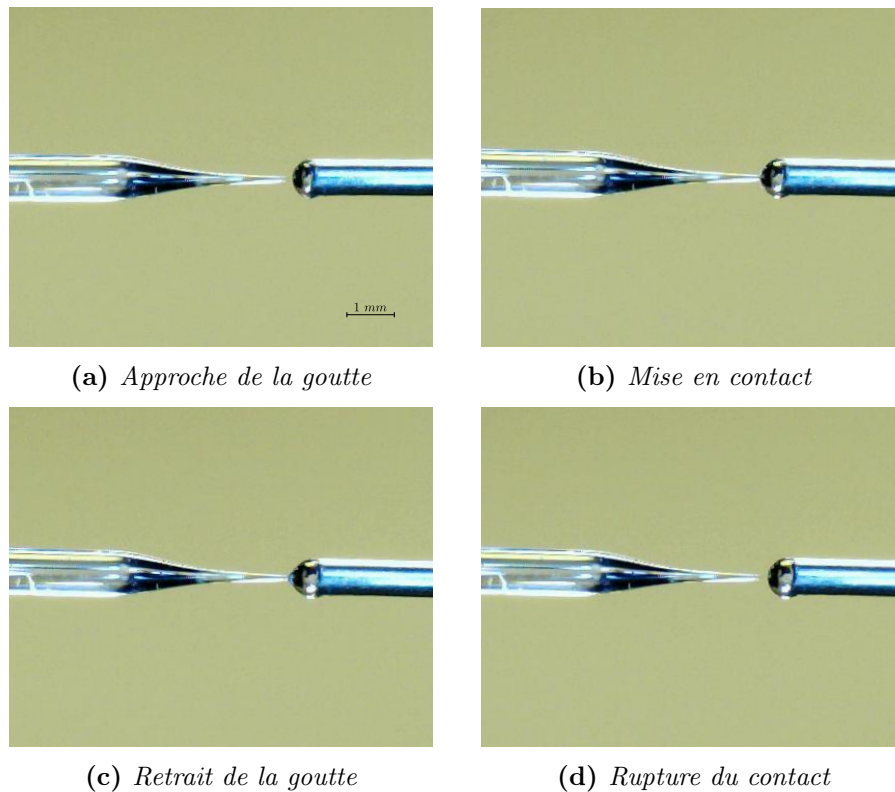 1 mm
(a) Approche de la goutte
(b) Mise en contact
(c) Retrait de la goutte
(d) Rupture du contact